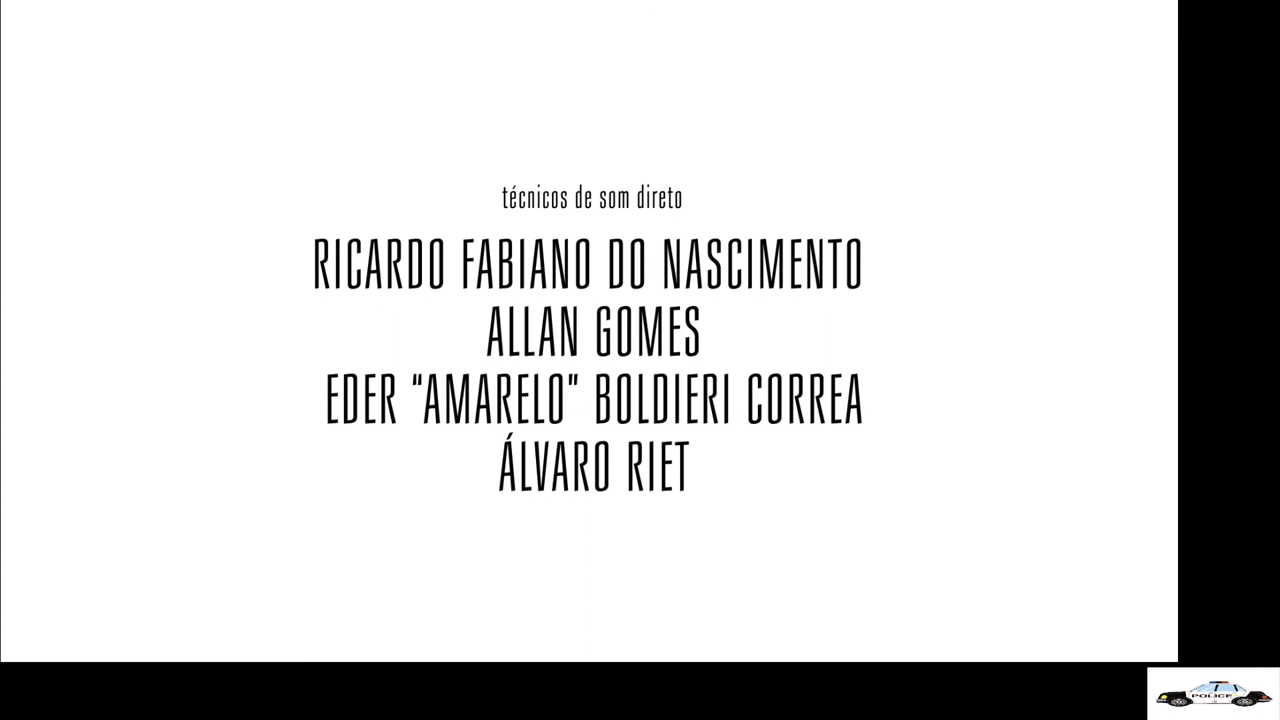 técnicos de som direto
RICARDO FABIANO DO NASCIMENTO
ALLAN GOMES
EDER “AMARELO” BOLDIERI CORREA
ÁLVARO RIET
POLICE